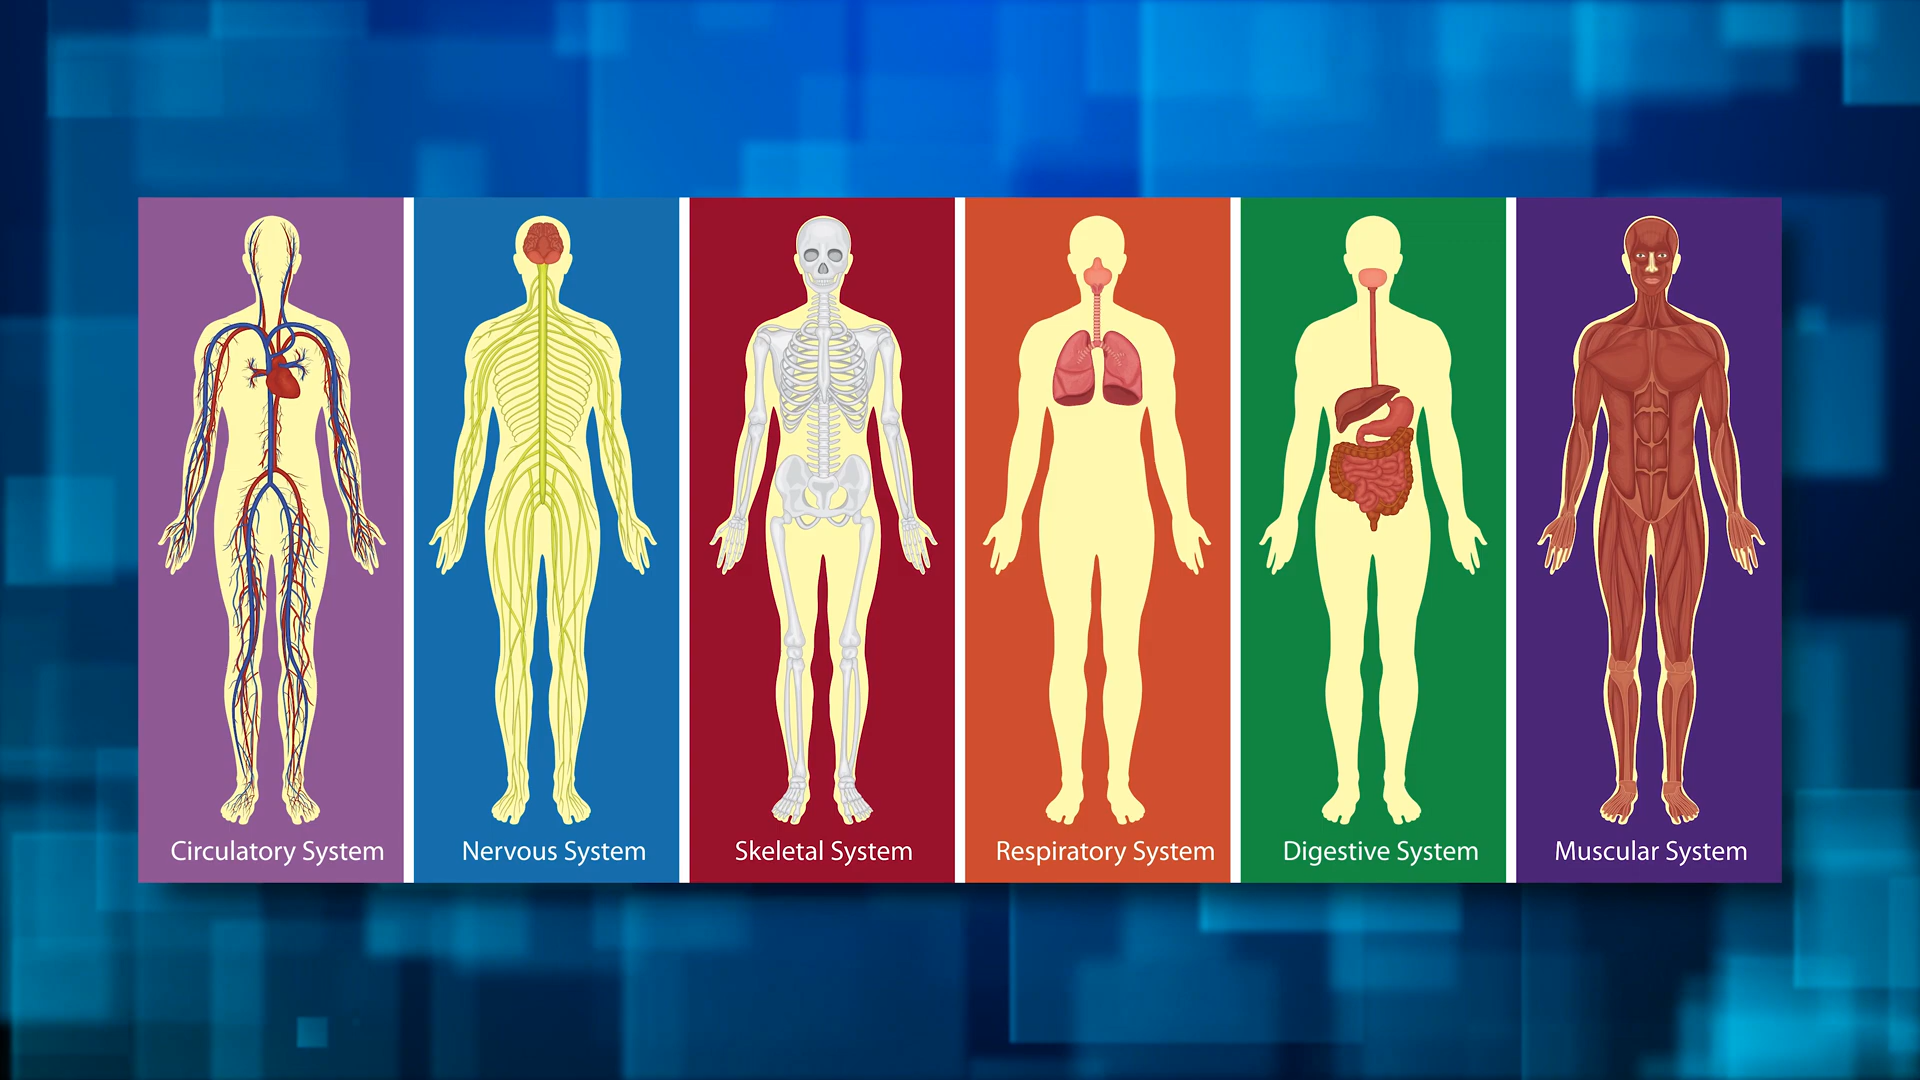 Circulatory System
Nervous System
Skeletal System
Respiratory System
Digestive System
Muscular System